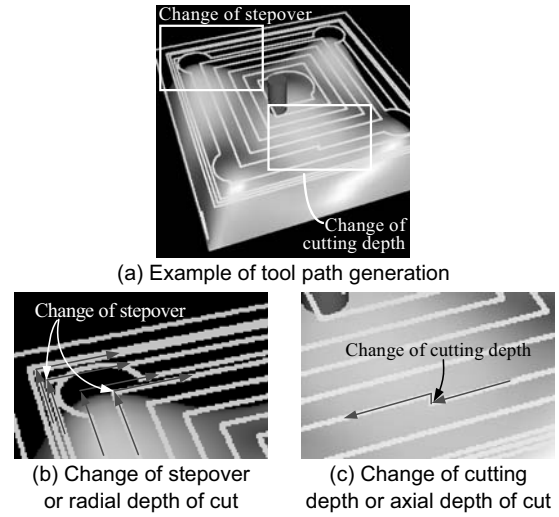 Change of stepover
Change of
cutting depth
(a) Example of tool path generation
Change of stepover
Change of cutting depth
(b) Change of stepover
or radial depth of cut
(c) Change of cutting
depth or axial depth of cut